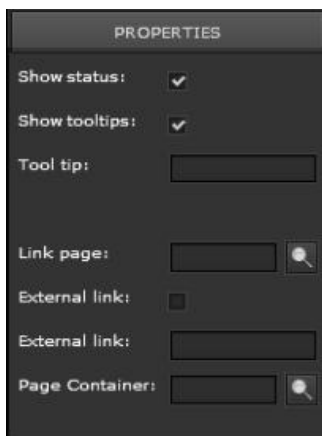 PROPERTIES
Show status:
Show tooltips:
Tool tip:
Link page:
External link:
External link:
Page Container: